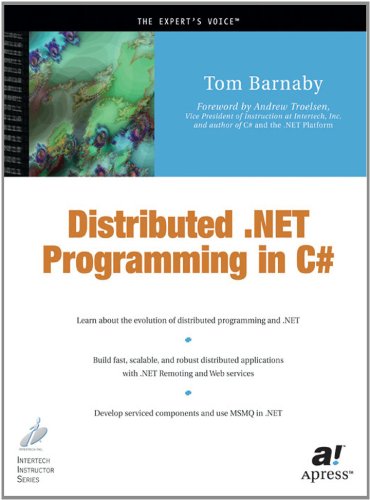 THE EXPERT'S VOICE™
Tom Barnaby
Foreword by Andrew Troelsen,
Vice President of Instruction at Intertech, Inc.
and author of C# and the .NET Platform
Distributed .NET
Programming in C#
Learn about the evolution of distributed programming and .NET
Build fast, scalable, and robust distributed applications
with .NET Remoting and Web services
Develop serviced components and use MSMQ in .NET
INTERTECH INC.
INTERTECH
INSTRUCTOR
SERIES
a!™
Apress™